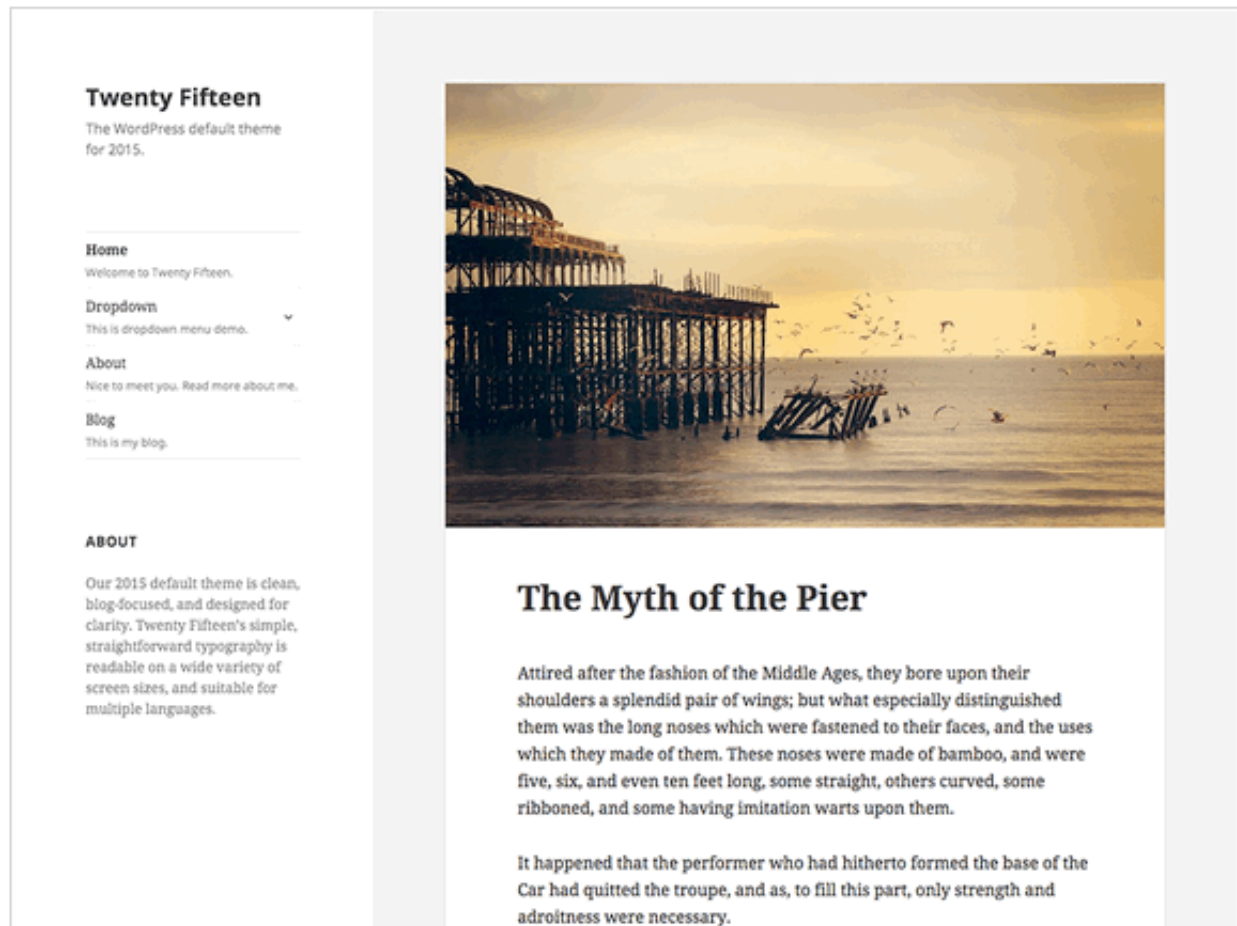 Twenty Fifteen
The WordPress default theme
for 2015.
Home
Welcome to Twenty Fifteen.
Dropdown
This is dropdown menu demo.
About
Nice to meet you. Read more about me.
Blog
This is my blog.
ABOUT
Our 2015 default theme is clean,
blog-focused, and designed for
clarity. Twenty Fifteen's simple,
straightforward typography is
readable on a wide variety of
screen sizes, and suitable for
multiple languages.
The Myth of the Pier
Attired after the fashion of the Middle Ages, they bore upon their
shoulders a splendid pair of wings; but what especially distinguished
them was the long noses which were fastened to their faces, and the uses
which they made of them. These noses were made of bamboo, and were
five, six, and even ten feet long, some straight, others curved, some
ribboned, and some having imitation warts upon them.
It happened that the performer who had hitherto formed the base of the
Car had quitted the troupe, and as, to fill this part, only strength and
adroitness were necessary.